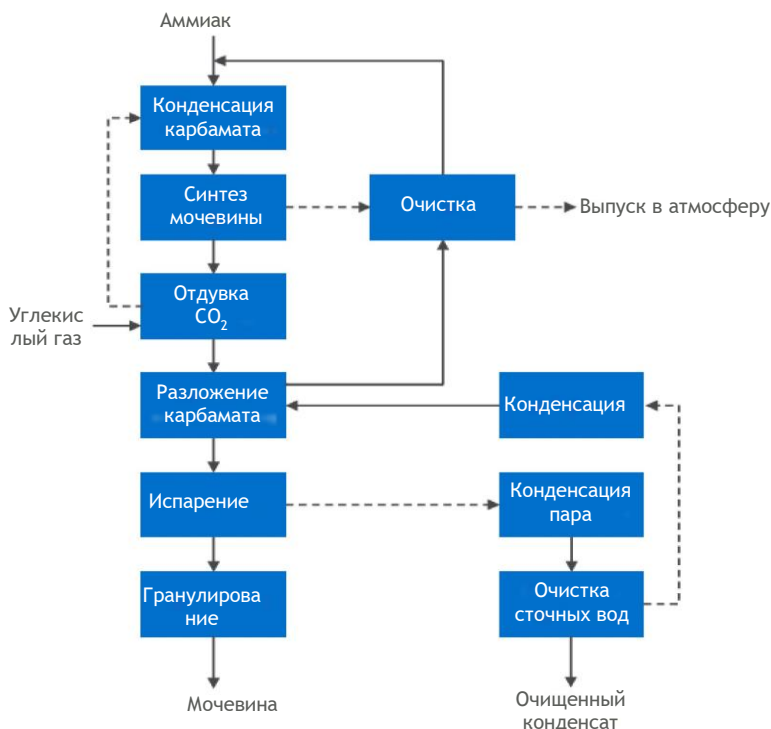 Аммиак
Конденсация
карбамата
Синтез
мочевины
Очистка
Выпуск в атмосферу
Отдувка
CO2
Углекис
лый газ
Разложение
карбамата
Конденсация
Испарение
Конденсация
пара
Гранулирова
ние
Очистка
сточных вод
Мочевина
Очищенный
конденсат